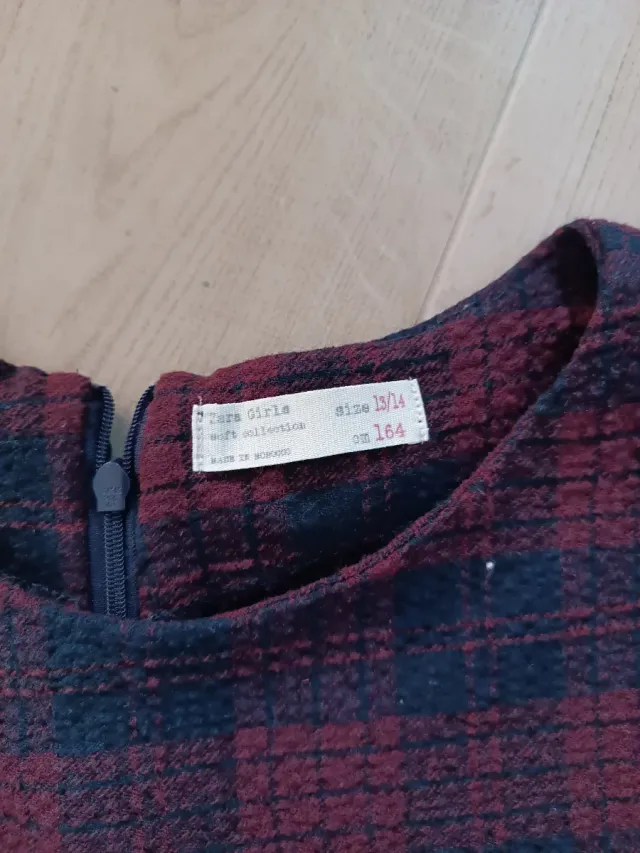 Zara Girls size 13/14
soft collection cm 164
MADE IN MOROCCO